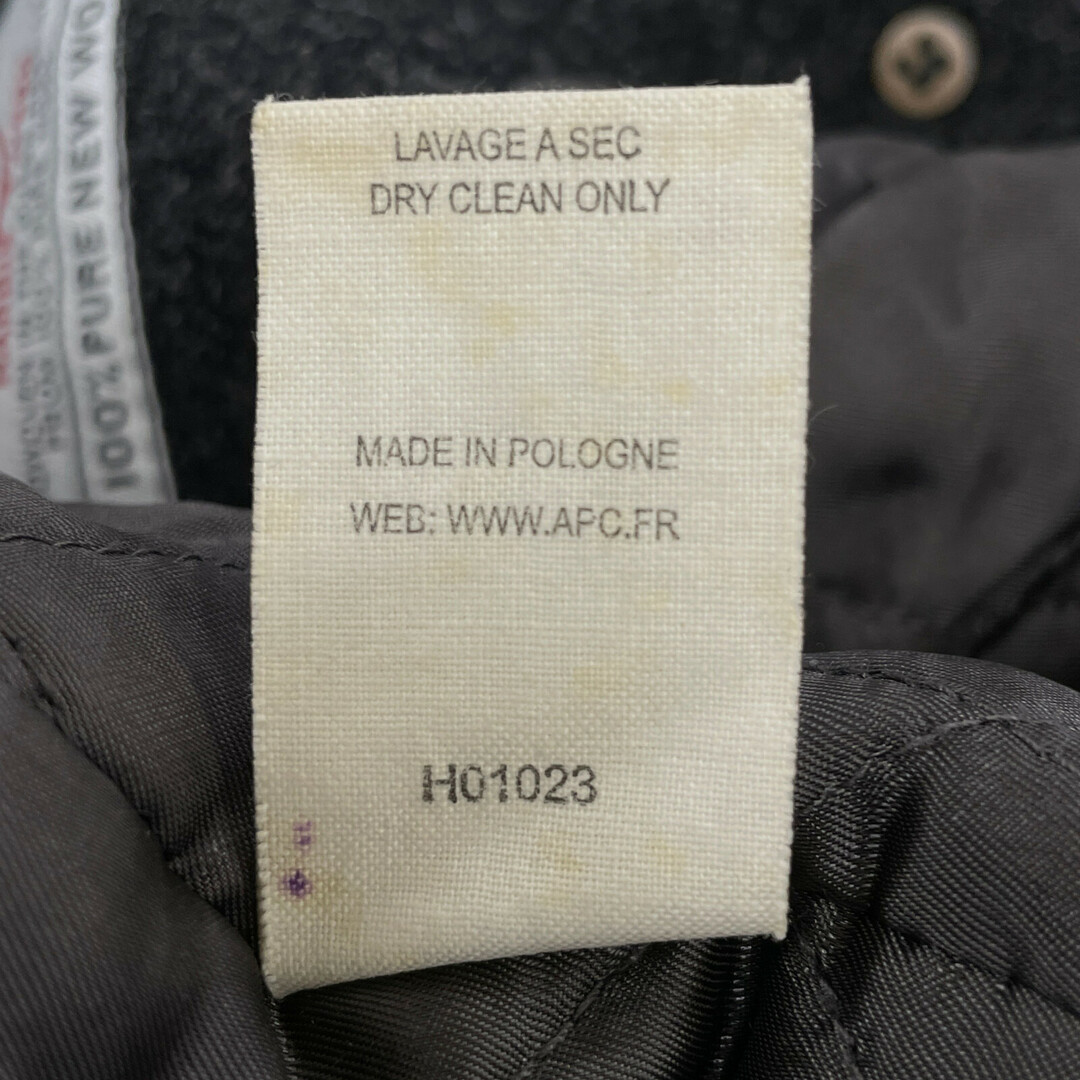 LAVAGE A SEC
DRY CLEAN ONLY
MADE IN POLOGNE
WEB: WWW.APC.FR
H01023
100% PURE NEW WO